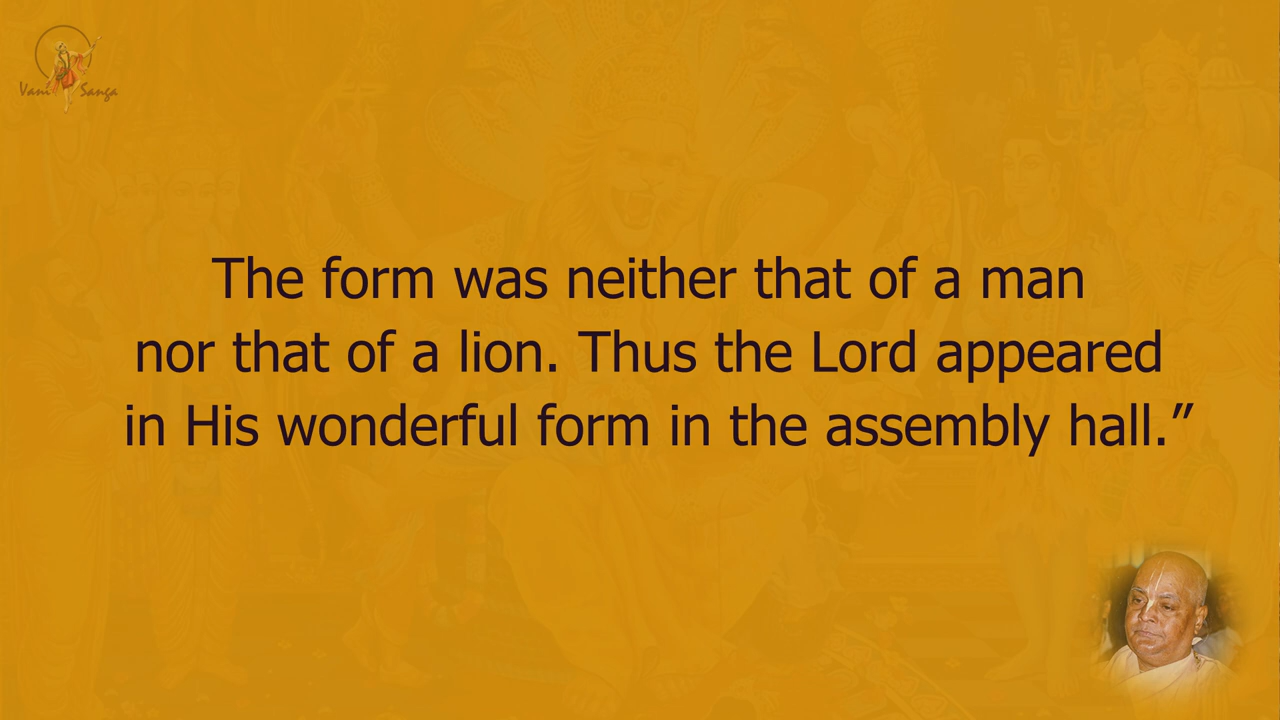 Vani Sanga
The form was neither that of a man
nor that of a lion. Thus the Lord appeared
in His wonderful form in the assembly hall.”